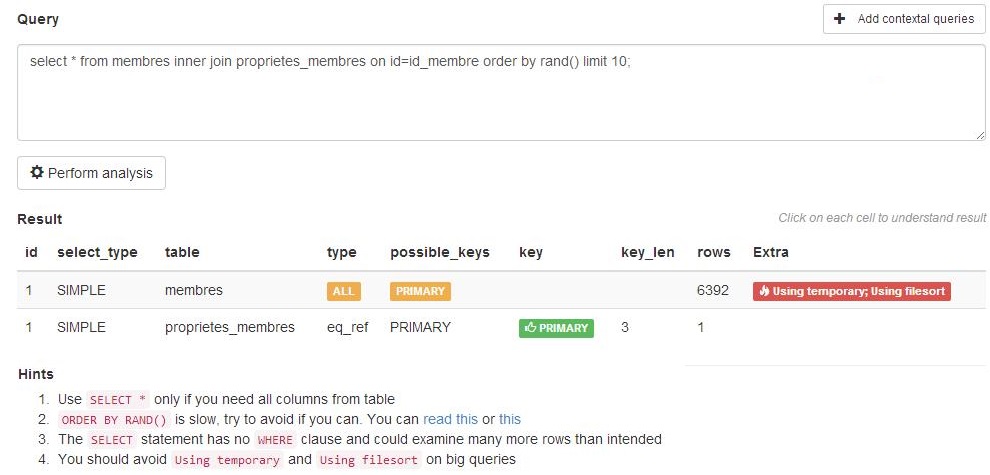 Query
Add contextal queries
select * from membres inner join proprietes_membres on id=id_membre order by rand() limit 10;
Perform analysis
Result
Click on each cell to understand result
id select_type table type possible_keys key key_len rows Extra
1 SIMPLE membres ALL PRIMARY 6392 Using temporary; Using filesort
1 SIMPLE proprietes_membres eq_ref PRIMARY PRIMARY 3 1
Hints
1. Use SELECT * only if you need all columns from table
2. ORDER BY RAND() is slow, try to avoid if you can. You can read this or this
3. The SELECT statement has no WHERE clause and could examine many more rows than intended
4. You should avoid Using temporary and Using filesort on big queries